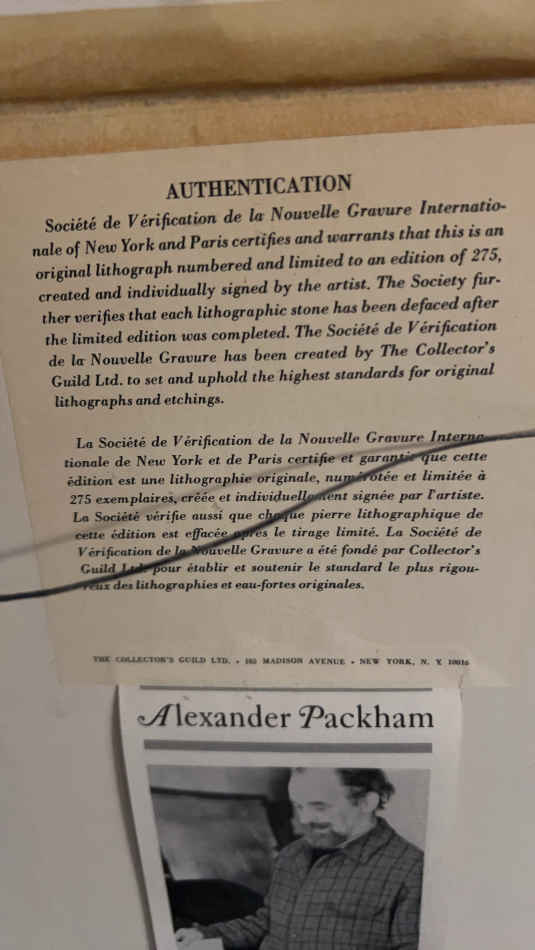 AUTHENTICATION
Société de Vérification de la Nouvelle Gravure Internatio-
nale of New York and Paris certifies and warrants that this is an
original lithograph numbered and limited to an edition of 275,
created and individually signed by the artist. The Society fur-
ther verifies that each lithographic stone has been defaced after
the limited edition was completed. The Société de Vérification
de la Nouvelle Gravure has been created by The Collector's
Guild Ltd. to set and uphold the highest standards for original
lithographs and etchings.
La Société de Vérification de la Nouvelle Gravure Interna-
tionale de New York et de Paris certifie et garantit que cette
édition est une lithographie originale, numérotée et limitée à
275 exemplaires, créée et individuellement signée par l'artiste.
La Société vérifie aussi que chaque pierre lithographique de
cette édition est effacée après le tirage limité. La Société de
Vérification de la Nouvelle Gravure a été fondé par Collector's
Guild Ltd. pour établir et soutenir le standard le plus rigou-
reux des lithographies et eau-fortes originales.
THE COLLECTOR'S GUILD LTD. • 185 MADISON AVENUE • NEW YORK, N. Y. 10016
Alexander Packham